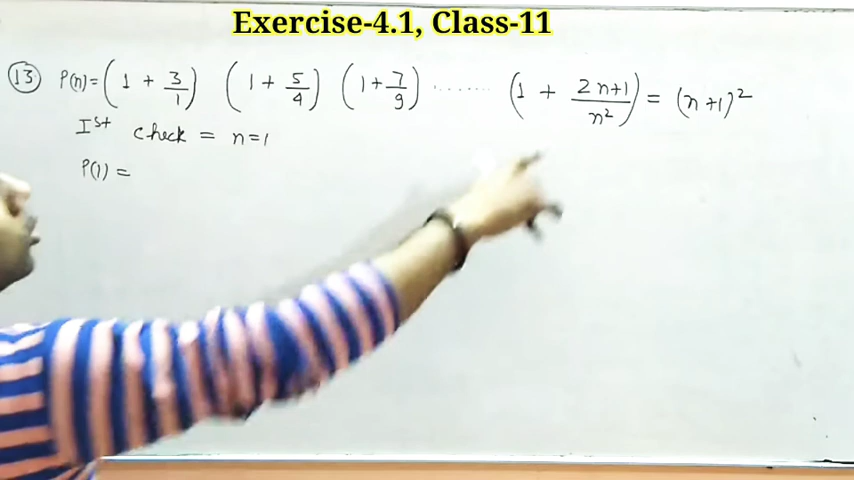 Exercise-4.1, Class-11
13) P(n) = (1 + 3/1) (1 + 5/4) (1 + 7/9) ........ (1 + 2n+1/n²) = (n+1)²
Ist check = n=1
P(1) =